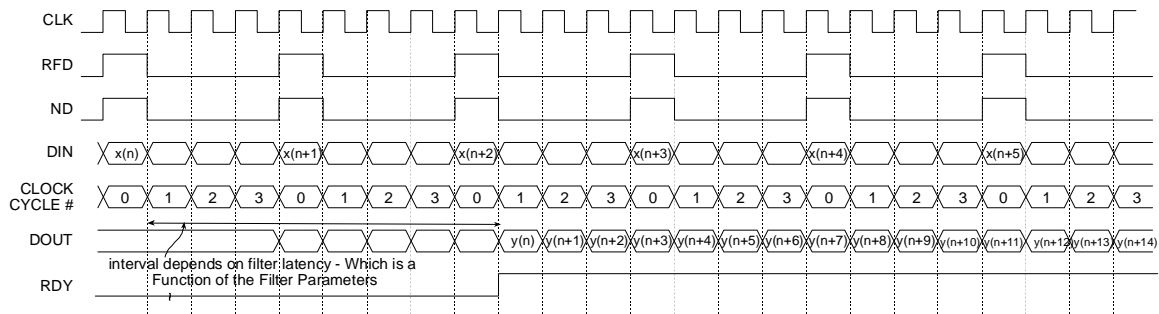 CLK
RFD
ND
DIN x(n) x(n+1) x(n+2) x(n+3) x(n+4) x(n+5)
CLOCK
CYCLE # 0 1 2 3 0 1 2 3 0 1 2 3 0 1 2 3 0 1 2 3 0 1 2 3
DOUT y(n) y(n+1) y(n+2) y(n+3) y(n+4) y(n+5) y(n+6) y(n+7) y(n+8) y(n+9) y(n+10) y(n+11) y(n+12 y(n+13) y(n+14)
interval depends on filter latency - Which is a
Function of the Filter Parameters
RDY